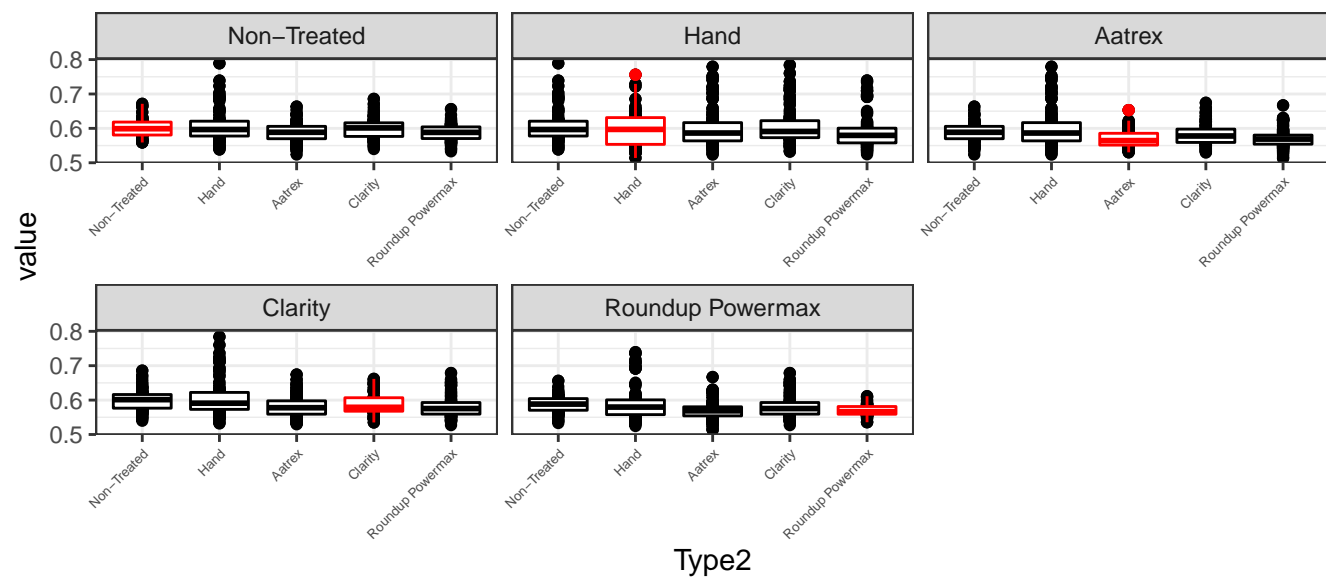 Non−Treated
Hand
Aatrex
0.8
0.7
0.6
0.5
Non−Treated
Hand
Aatrex
Clarity
Roundup Powermax
Non−Treated
Hand
Aatrex
Clarity
Roundup Powermax
Non−Treated
Hand
Aatrex
Clarity
Roundup Powermax
value
Clarity
Roundup Powermax
0.8
0.7
0.6
0.5
Non−Treated
Hand
Aatrex
Clarity
Roundup Powermax
Non−Treated
Hand
Aatrex
Clarity
Roundup Powermax
Type2